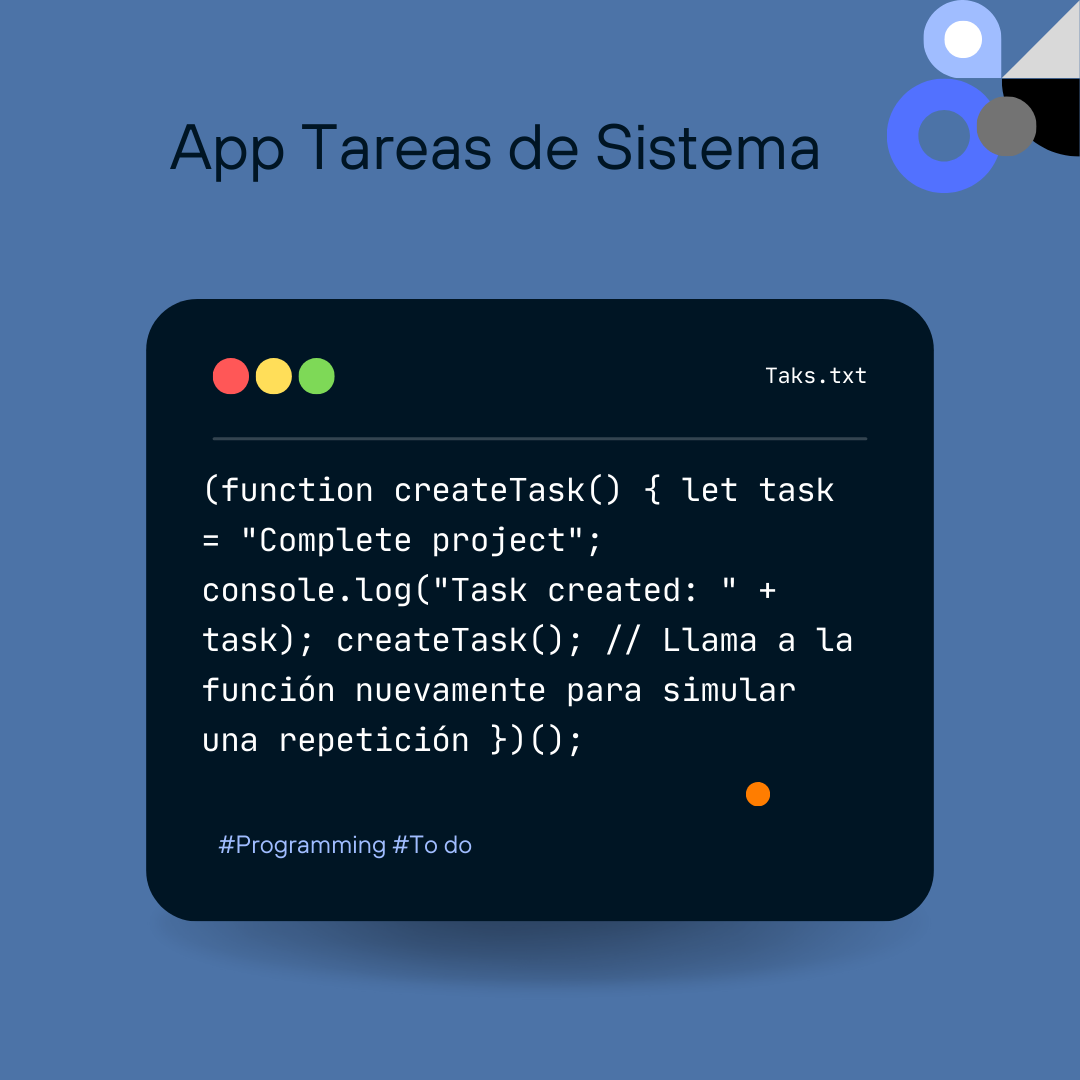 App Tareas de Sistema
Taks.txt
(function createTask() { let task
= "Complete project";
console.log("Task created: " +
task); createTask(); // Llama a la
función nuevamente para simular
una repetición })();
#Programming #To do